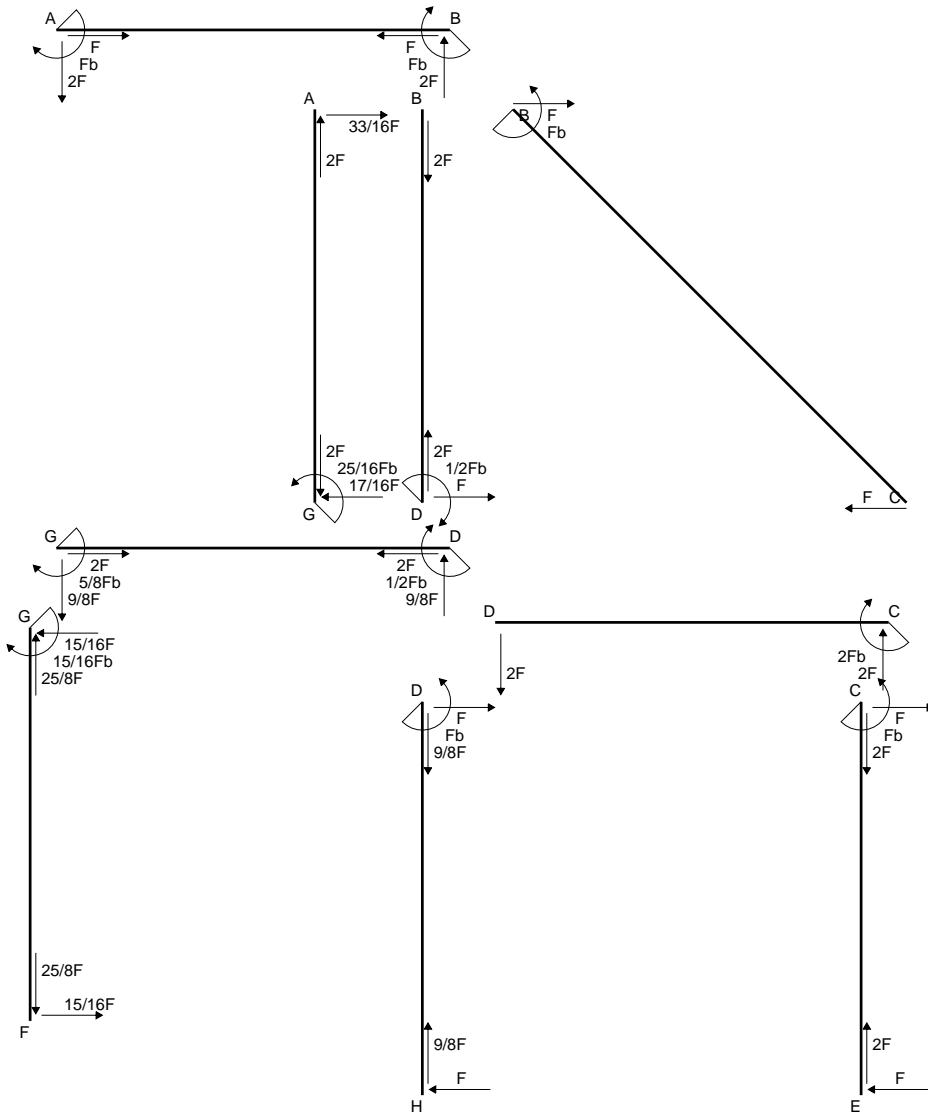 A B
F F
Fb Fb
2F 2F
A B
33/16F
F
B
Fb
2F 2F
2F 2F
25/16Fb 1/2Fb
17/16F F
F C
G D
G D
2F 2F
5/8Fb 1/2Fb
9/8F 9/8F
G
D C
15/16F
15/16Fb
2Fb
25/8F
2F 2F
D C
F F
Fb Fb
9/8F 2F
25/8F
15/16F
F
9/8F 2F
F F
H E